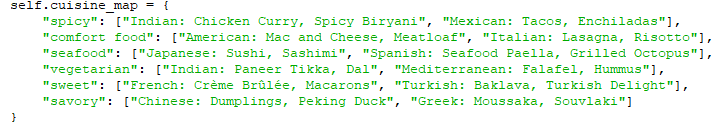 self.cuisine_map = {
"spicy": ["Indian: Chicken Curry, Spicy Biryani", "Mexican: Tacos, Enchiladas"],
"comfort food": ["American: Mac and Cheese, Meatloaf", "Italian: Lasagna, Risotto"],
"seafood": ["Japanese: Sushi, Sashimi", "Spanish: Seafood Paella, Grilled Octopus"],
"vegetarian": ["Indian: Paneer Tikka, Dal", "Mediterranean: Falafel, Hummus"],
"sweet": ["French: Crème Brûlée, Macarons", "Turkish: Baklava, Turkish Delight"],
"savory": ["Chinese: Dumplings, Peking Duck", "Greek: Moussaka, Souvlaki"]
}